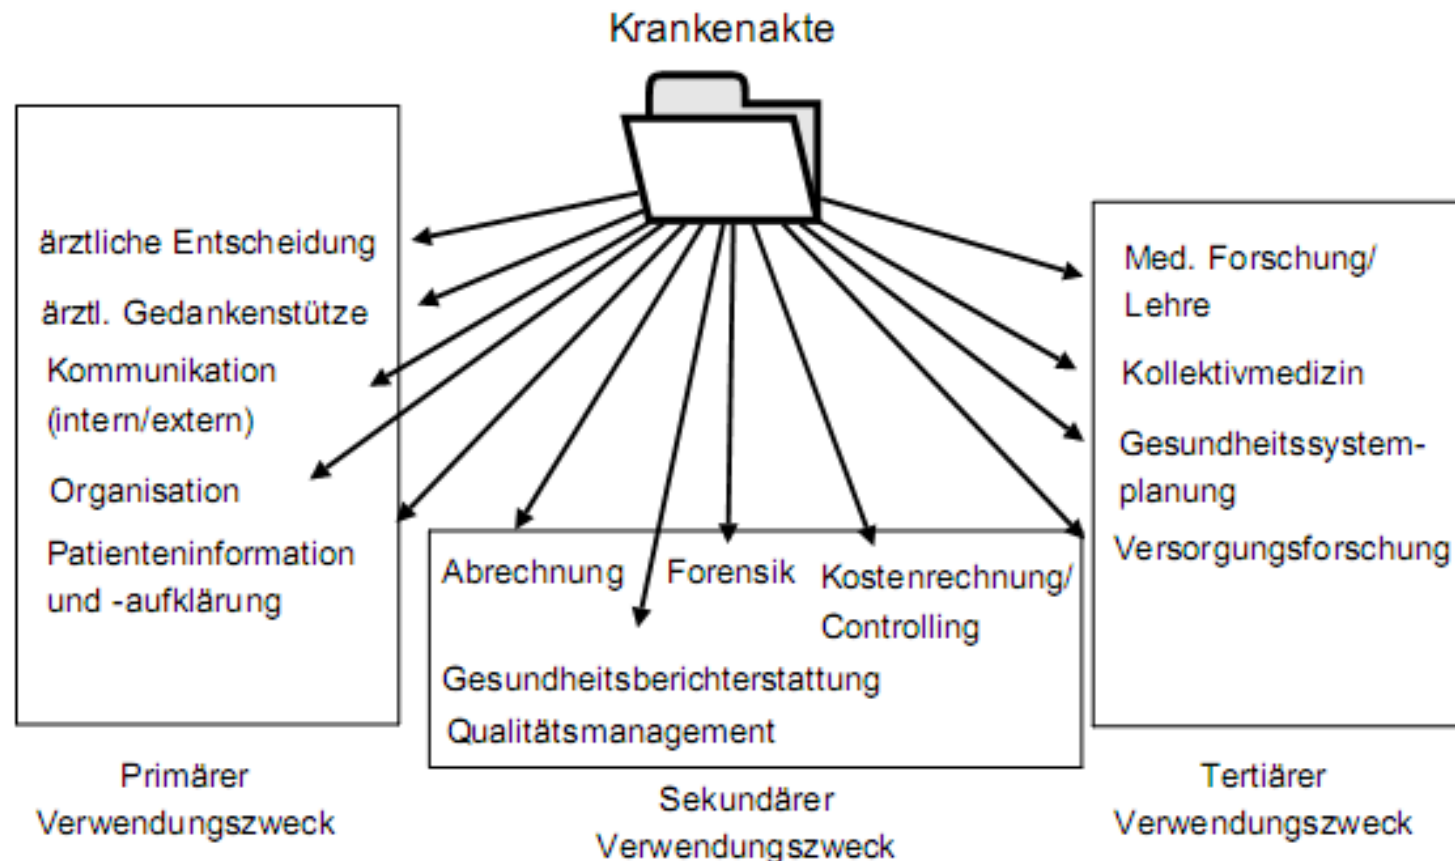 Krankenakte
ärztliche Entscheidung
ärztl. Gedankenstütze
Kommunikation
(intern/extern)
Organisation
Patienteninformation
und -aufklärung
Primärer
Verwendungszweck
Abrechnung
Forensik
Kostenrechnung/
Controlling
Gesundheitsberichterstattung
Qualitätsmanagement
Sekundärer
Verwendungszweck
Med. Forschung/
Lehre
Kollektivmedizin
Gesundheitssystem-
planung
Versorgungsforschung
Tertiärer
Verwendungszweck